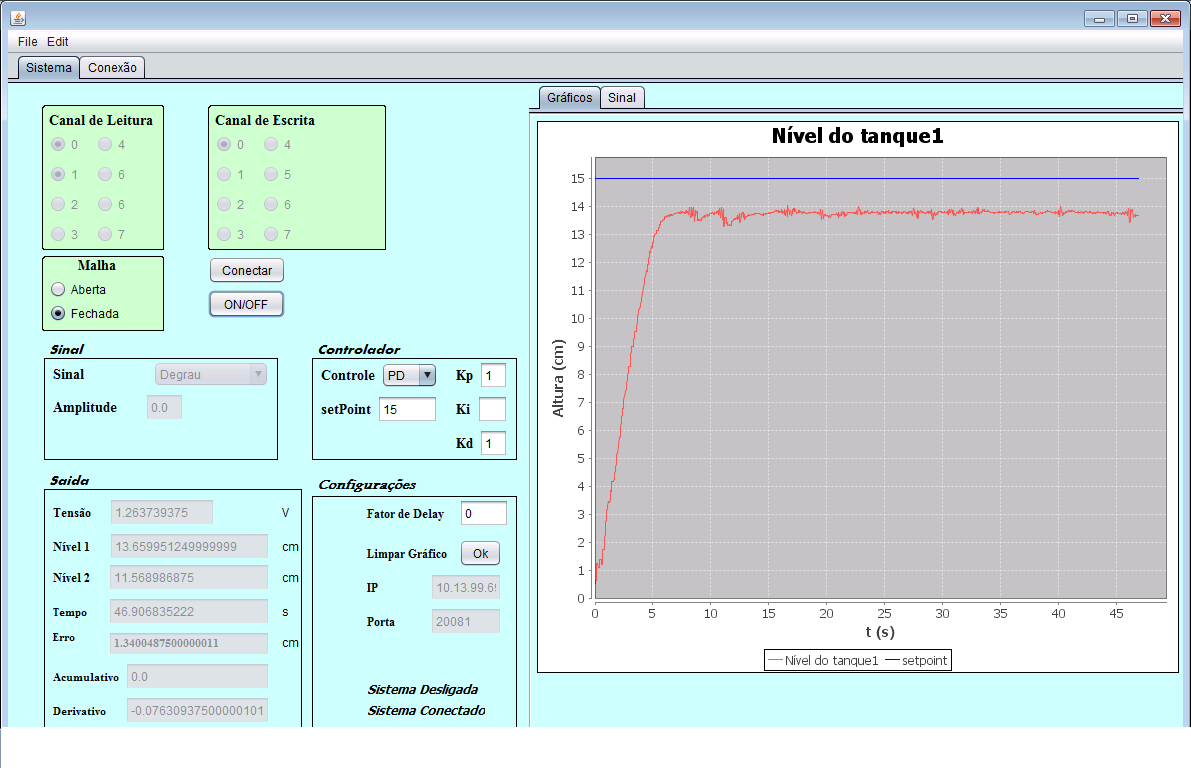 File Edit
Sistema Conexão
Canal de Leitura
0 4
1 6
2 6
3 7
Canal de Escrita
0 4
1 5
2 6
3 7
Malha
Aberta
Fechada
Conectar
ON/OFF
Sinal
Sinal Degrau
Amplitude 0.0
Controlador
Controle PD Kp 1
setPoint 15 Ki
Kd 1
Saida
Tensão 1.263739375 V
Nível 1 13.659951249999999 cm
Nível 2 11.568986875 cm
Tempo 46.906835222 s
Erro 1.3400487500000011 cm
Acumulativo 0.0
Derivativo -0.07630937500000101
Configurações
Fator de Delay 0
Limpar Gráfico Ok
IP 10.13.99.69
Porta 20081
Sistema Desligada
Sistema Conectado
Gráficos Sinal
Nível do tanque1
Altura (cm)
15
14
13
12
11
10
9
8
7
6
5
4
3
2
1
0
0 5 10 15 20 25 30 35 40 45
t (s)
Nível do tanque1 setpoint